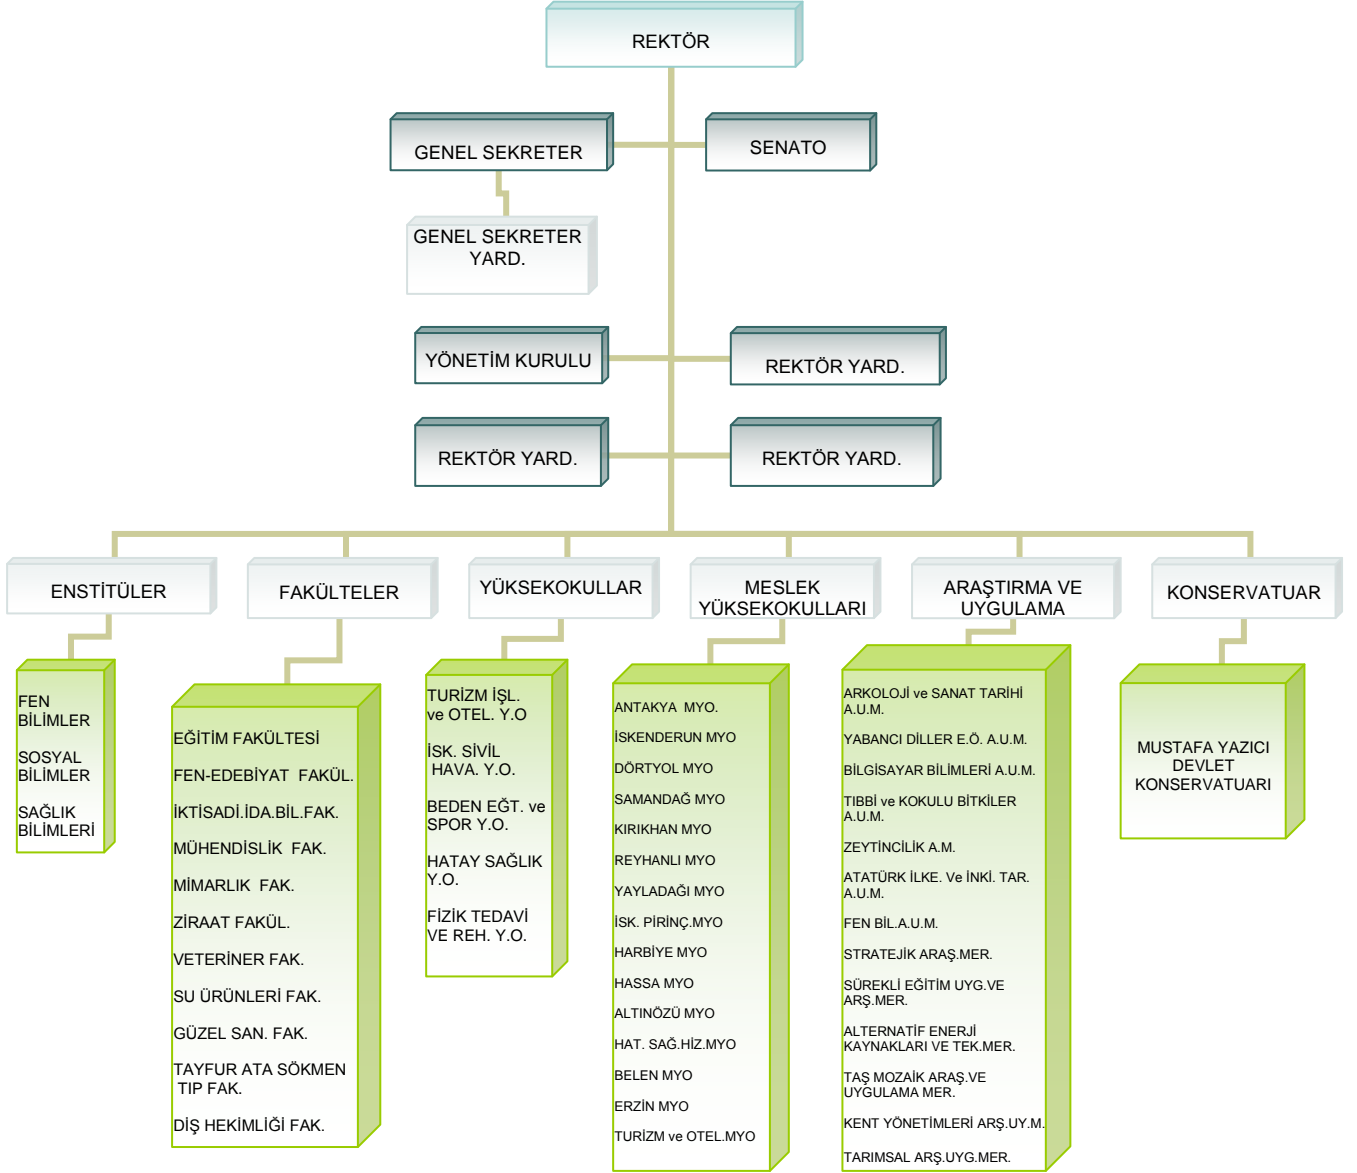 REKTÖR
GENEL SEKRETER
SENATO
GENEL SEKRETER
YARD.
YÖNETİM KURULU
REKTÖR YARD.
REKTÖR YARD.
REKTÖR YARD.
ENSTİTÜLER
FAKÜLTELER
YÜKSEKOKULLAR
MESLEK
YÜKSEKOKULLARI
ARAŞTIRMA VE
UYGULAMA
KONSERVATUAR
FEN
BİLİMLER
SOSYAL
BİLİMLER
SAĞLIK
BİLİMLERİ
EĞİTİM FAKÜLTESİ
FEN-EDEBİYAT FAKÜL.
İKTİSADİ.İDA.BİL.FAK.
MÜHENDİSLİK FAK.
MİMARLIK FAK.
ZİRAAT FAKÜL.
VETERİNER FAK.
SU ÜRÜNLERİ FAK.
GÜZEL SAN. FAK.
TAYFUR ATA SÖKMEN
TIP FAK.
DİŞ HEKİMLİĞİ FAK.
TURİZM İŞL.
ve OTEL. Y.O
İSK. SİVİL
HAVA. Y.O.
BEDEN EĞT. ve
SPOR Y.O.
HATAY SAĞLIK
Y.O.
FİZİK TEDAVİ
VE REH. Y.O.
ANTAKYA MYO.
İSKENDERUN MYO
DÖRTYOL MYO
SAMANDAĞ MYO
KIRIKHAN MYO
REYHANLI MYO
YAYLADAĞI MYO
İSK. PİRİNÇ.MYO
HARBİYE MYO
HASSA MYO
ALTINÖZÜ MYO
HAT. SAĞ.HİZ.MYO
BELEN MYO
ERZİN MYO
TURİZM ve OTEL.MYO
ARKOLOJİ ve SANAT TARİHİ
A.U.M.
YABANCI DİLLER E.Ö. A.U.M.
BİLGİSAYAR BİLİMLERİ A.U.M.
TIBBİ ve KOKULU BİTKİLER
A.U.M.
ZEYTİNCİLİK A.M.
ATATÜRK İLKE. Ve İNKİ. TAR.
A.U.M.
FEN BİL.A.U.M.
STRATEJİK ARAŞ.MER.
SÜREKLİ EĞİTİM UYG.VE
ARŞ.MER.
ALTERNATİF ENERJİ
KAYNAKLARI VE TEK.MER.
TAŞ MOZAİK ARAŞ.VE
UYGULAMA MER.
KENT YÖNETİMLERİ ARŞ.UY.M.
TARIMSAL ARŞ.UYG.MER.
MUSTAFA YAZICI
DEVLET
KONSERVATUARI